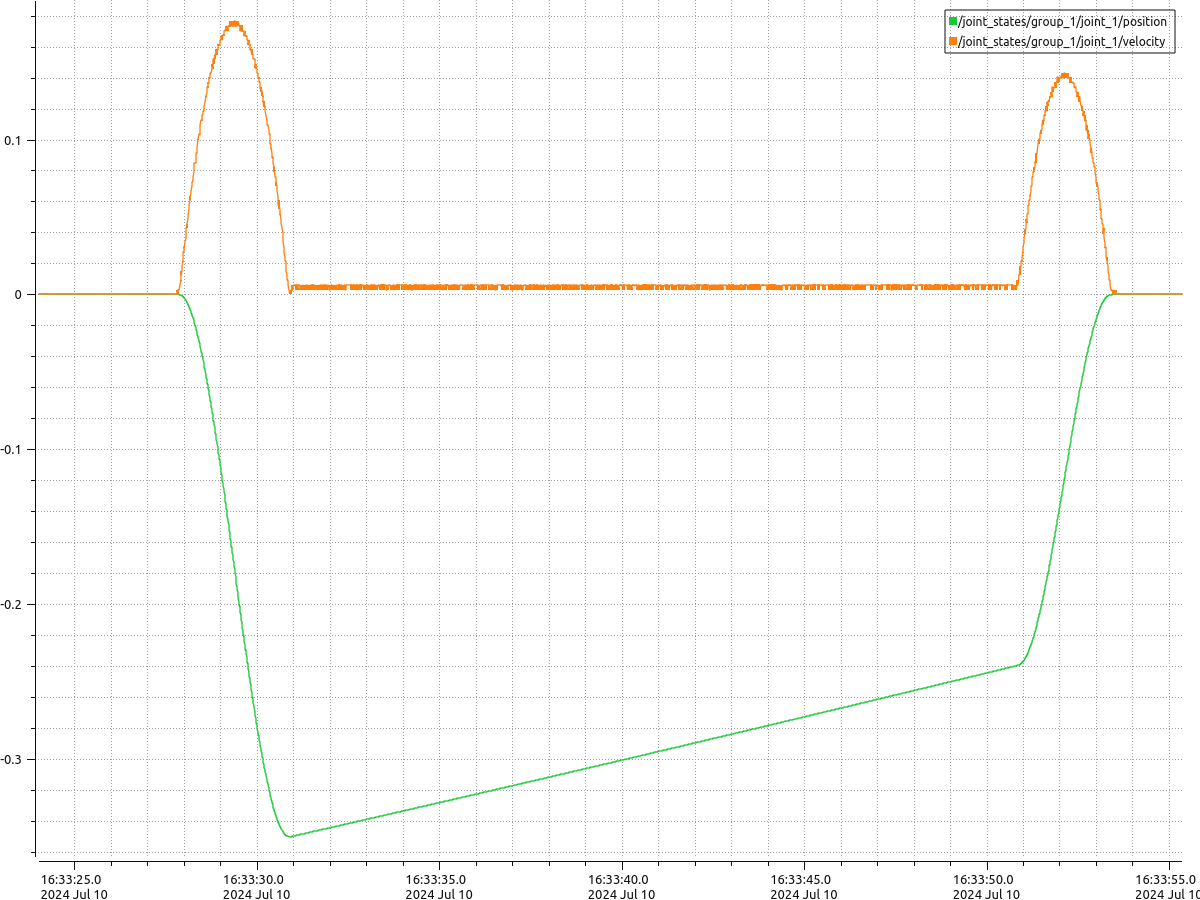 /joint_states/group_1/joint_1/position
/joint_states/group_1/joint_1/velocity
0.1
0
-0.1
-0.2
-0.3
16:33:25.0 16:33:30.0 16:33:35.0 16:33:40.0 16:33:45.0 16:33:50.0 16:33:55.0
2024 Jul 10 2024 Jul 10 2024 Jul 10 2024 Jul 10 2024 Jul 10 2024 Jul 10 2024 Jul 10